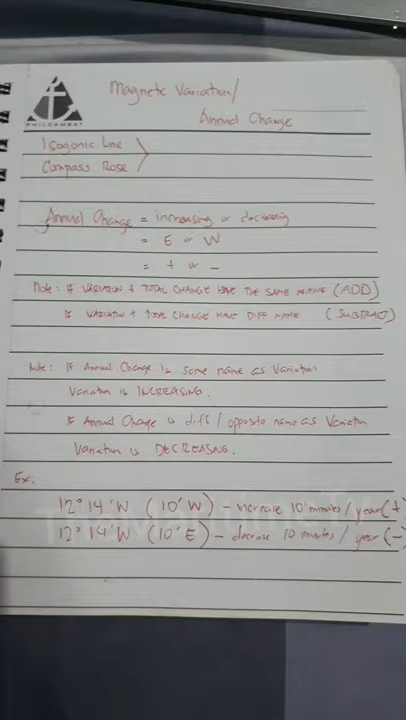 PHILCAMSAT
Magnetic Variation/
Annual Change
Isogonic Line
Compass Rose
Annual Change = increasing or decreasing
= E or W
= + or -
Note: IF VARIATION & TOTAL CHANGE HAVE THE SAME NAME (ADD)
IF VARIATION & TOTAL CHANGE HAVE DIFF NAME (SUBTRACT)
Note: IF Annual Change is same name as Variation
Variation is INCREASING.
IF Annual Change is diff / opposite name as Variation
Variation is DECREASING.
Ex:
12° 14' W (10' W) - increase 10 minutes / year (+
12° 14' W (10' E) - decrease 10 minutes / year (-